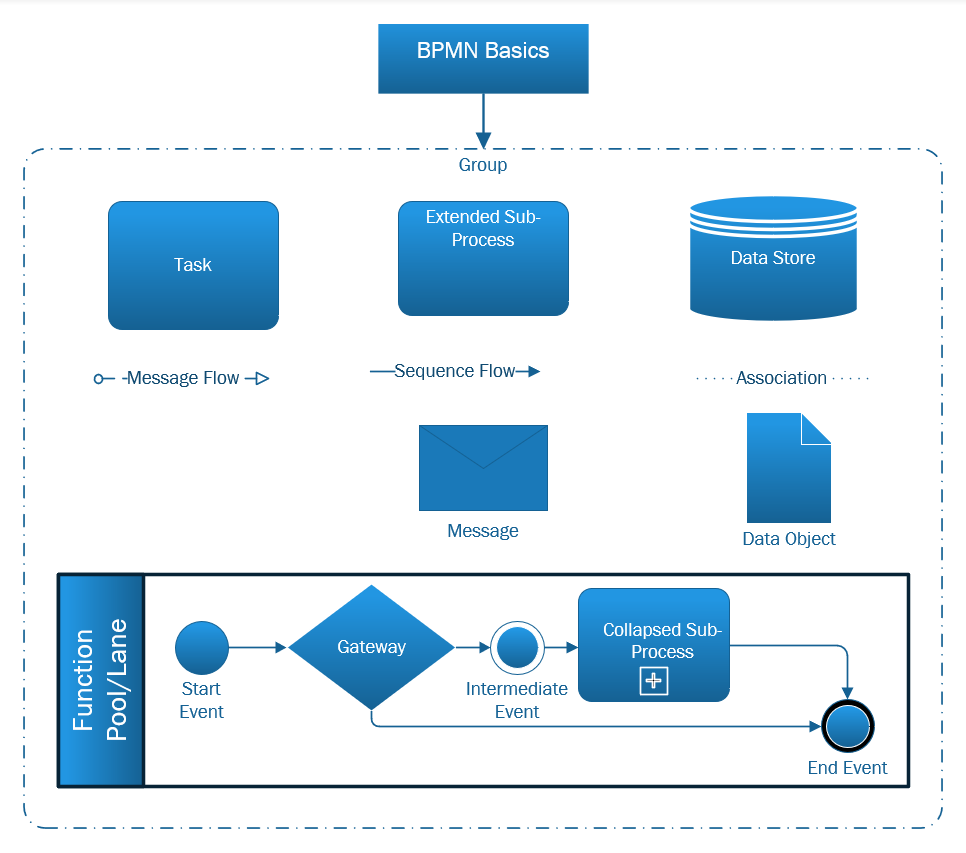 BPMN Basics
Group
Task
Extended Sub-
Process
Data Store
Message Flow
Sequence Flow
Association
Message
Data Object
Function
Pool/Lane
Start
Event
Gateway
Intermediate
Event
Collapsed Sub-
Process
End Event